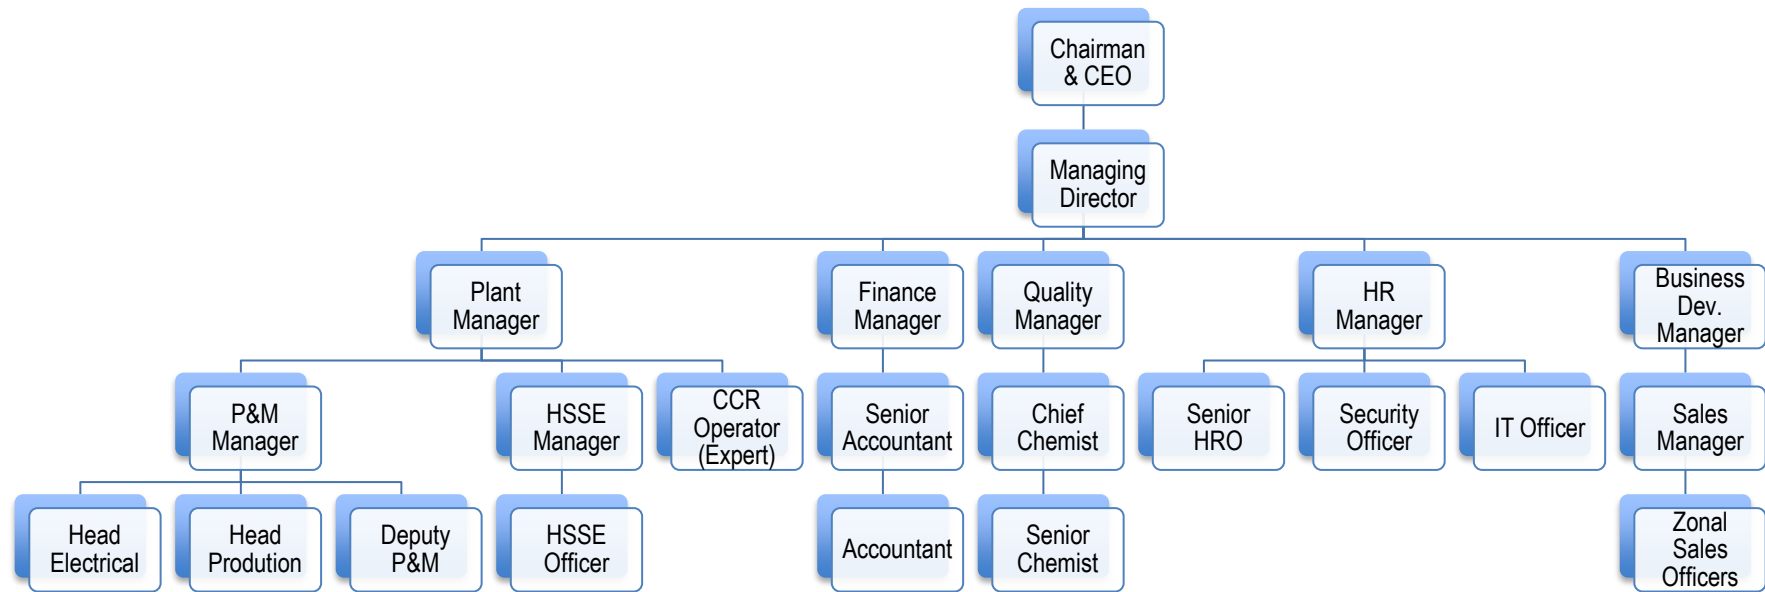 Chairman
& CEO
Managing
Director
Plant
Manager
Finance
Manager
Quality
Manager
HR
Manager
Business
Dev.
Manager
P&M
Manager
HSSE
Manager
CCR
Operator
(Expert)
Senior
Accountant
Chief
Chemist
Senior
HRO
Security
Officer
IT Officer
Sales
Manager
Head
Electrical
Head
Prodution
Deputy
P&M
HSSE
Officer
Accountant
Senior
Chemist
Zonal
Sales
Officers